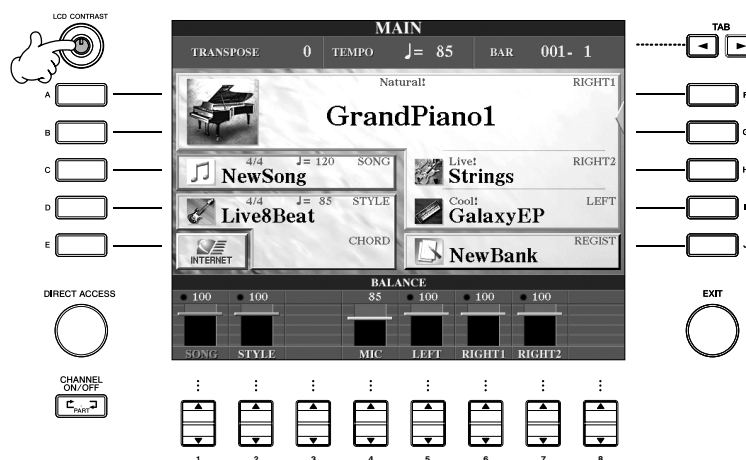 LCD CONTRAST
MAIN
TAB
TRANSPOSE 0 TEMPO ♩= 85 BAR 001- 1
A
B
C
D
E
Natural! RIGHT1
GrandPiano1
4/4 ♩= 120 SONG
NewSong
Live! RIGHT2
Strings
4/4 ♩= 85 STYLE
Live8Beat
Cool! LEFT
GalaxyEP
INTERNET
CHORD
REGIST
NewBank
BALANCE
100 100 85 100 100 100
SONG STYLE MIC LEFT RIGHT1 RIGHT2
DIRECT ACCESS
EXIT
CHANNEL
ON/OFF
PART
1 2 3 4 5 6 7 8